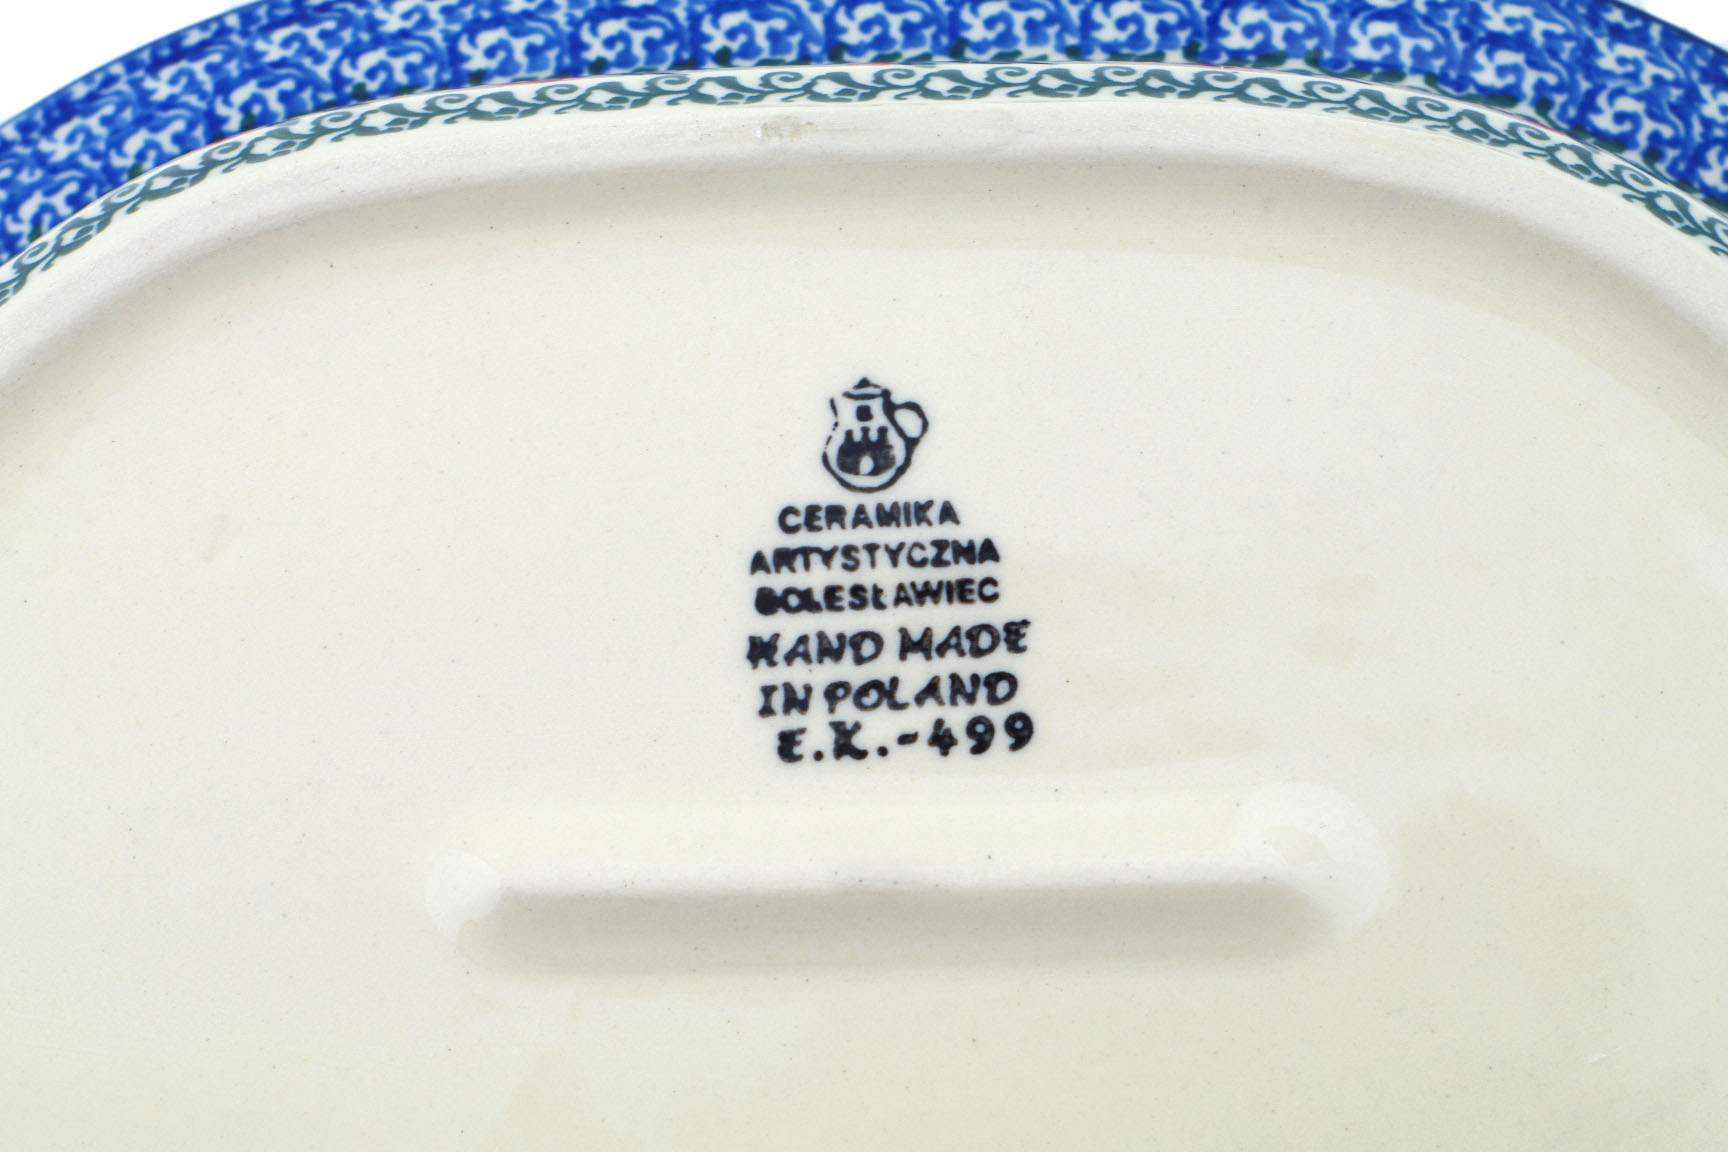 CERAMIKA
ARTYSTYCZNA
BOLESŁAWIEC
HAND MADE
IN POLAND
E.K.-499